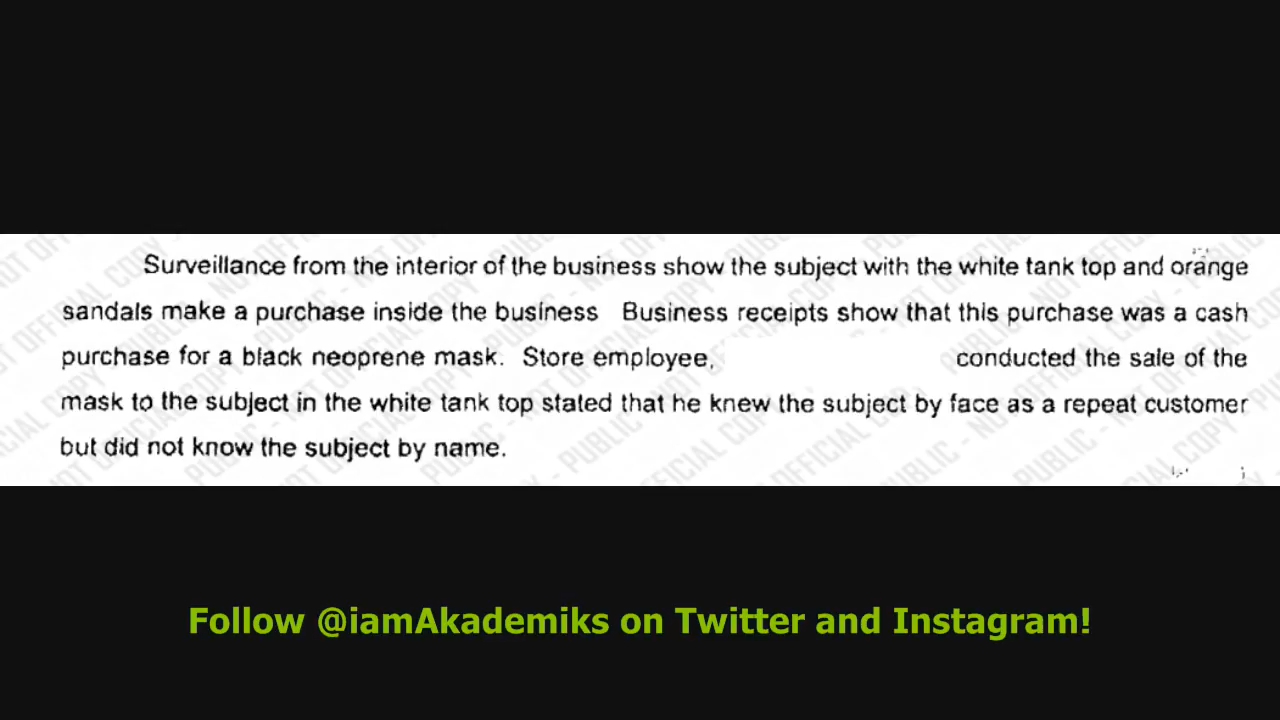 Surveillance from the interior of the business show the subject with the white tank top and orange
sandals make a purchase inside the business Business receipts show that this purchase was a cash
purchase for a black neoprene mask. Store employee, conducted the sale of the
mask to the subject in the white tank top stated that he knew the subject by face as a repeat customer
but did not know the subject by name.
Follow @iamAkademiks on Twitter and Instagram!